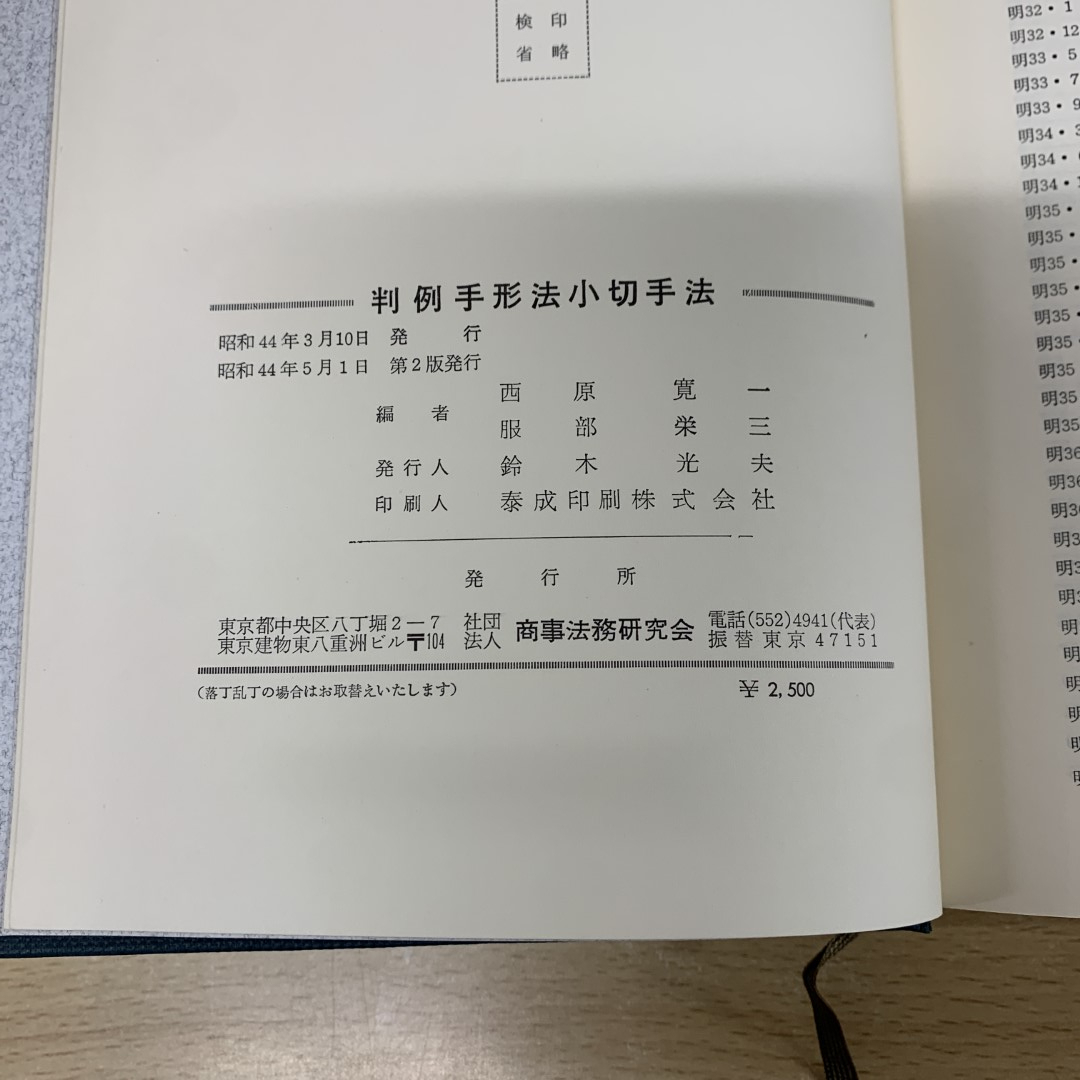 検印
省略
判例手形法小切手法
昭和44年3月10日 発行
昭和44年5月1日 第2版発行
編者 西原寛一
服部栄三
発行人 鈴木光夫
印刷人 泰成印刷株式会社
発行所
東京都中央区八丁堀2―7
東京建物東八重洲ビル〒104
社団法人 商事法務研究会
電話(552)4941(代表)
振替東京47151
(落丁乱丁の場合はお取替えいたします) ¥2,500
明32・1
明32・12
明33・5
明33・7
明33・9
明34・
明34・
明34・
明35・
明35・
明35・
明35・
明35・
明35・
明35
明35
明35
明36